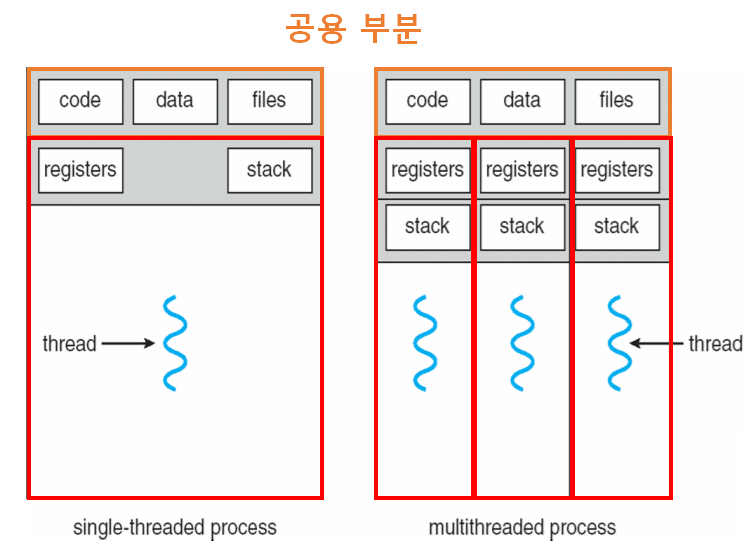 공용 부분
code data files
registers stack
thread
single-threaded process
code data files
registers registers registers
stack stack stack
thread
multithreaded process